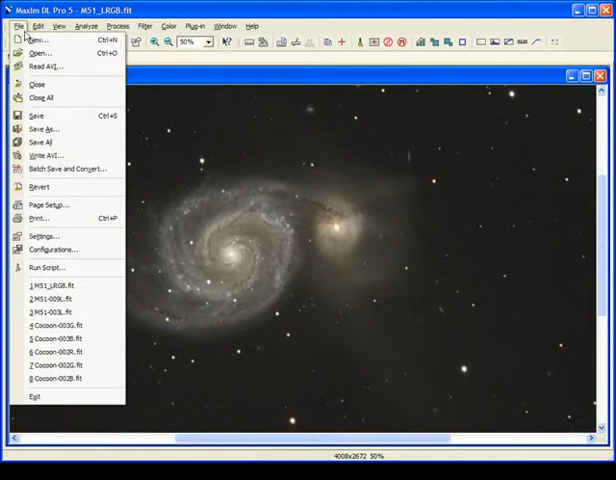 MaxIm DL Pro 5 - M51_LRGB.fit
File Edit View Analyze Process Filter Color Plug-in Window Help
50%
New... Ctrl+N
Open... Ctrl+O
Read AVI...
Close
Close All
Save Ctrl+S
Save As...
Save All
Write AVI...
Batch Save and Convert...
Revert
Page Setup...
Print... Ctrl+P
Settings...
Configurations...
Run Script...
1 M51_LRGB.fit
2 M51-009L.fit
3 M51-003L.fit
4 Cocoon-003G.fit
5 Cocoon-003B.fit
6 Cocoon-002R.fit
7 Cocoon-002G.fit
8 Cocoon-002B.fit
Exit
4008x2672 50%